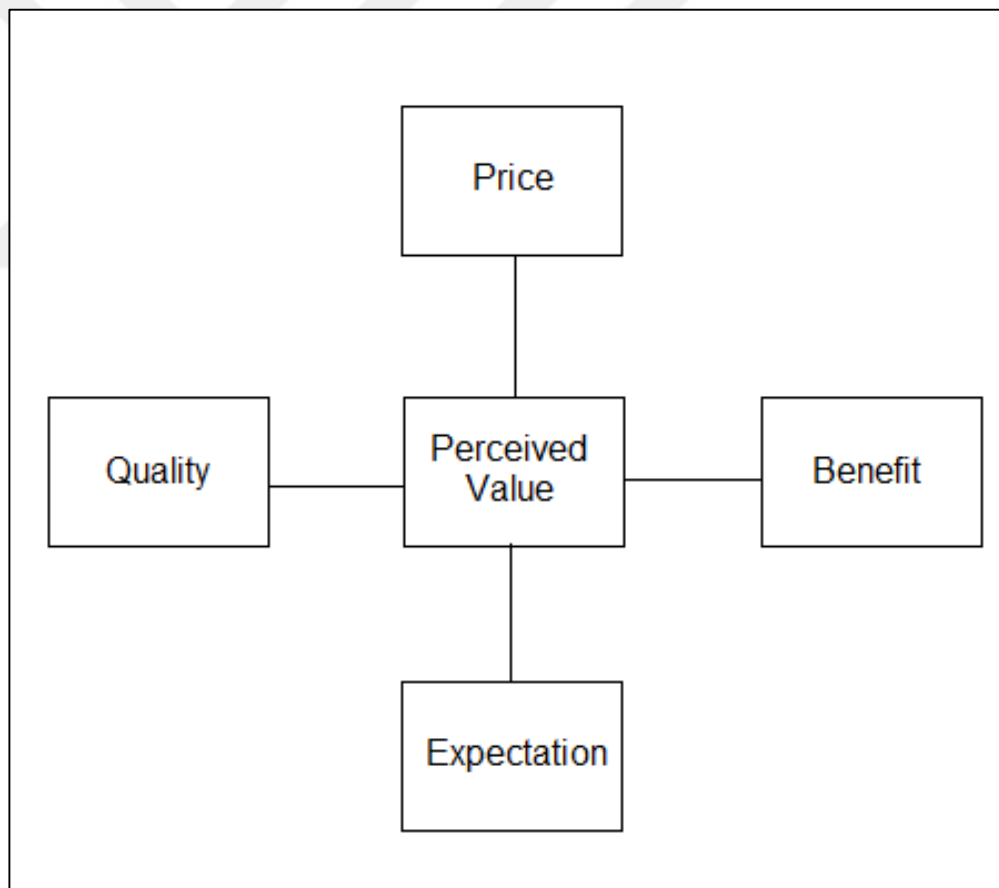 Price
Quality
Perceived
Value
Benefit
Expectation